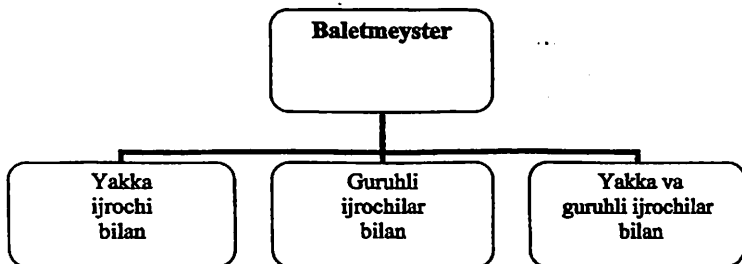 Baletmeyster
Yakka
ijrochi
bilan
Guruhli
ijrochilar
bilan
Yakka va
guruhli ijrochilar
bilan